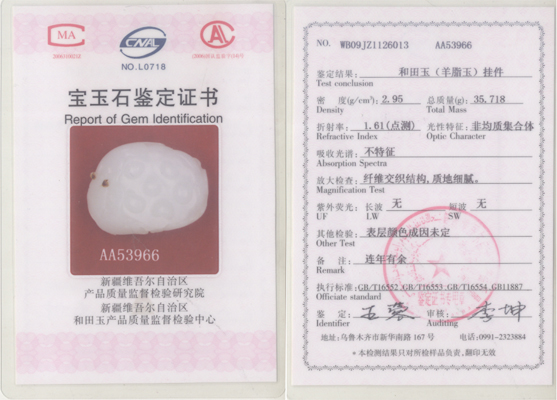 MA
CNAL
AL
NO.L0718
宝玉石鉴定证书
Report of Gem Identification
AA53966
新疆维吾尔自治区
产品质量监督检验研究院
新疆维吾尔自治区
和田玉产品质量监督检验中心
NO. WB09JZ1126013 AA53966
鉴定结果: 和田玉（羊脂玉）挂件
Test conclusion
密 度(g/cm³): 2.95 总质量(g): 35.718
Density Total Mass
折射率: 1.61(点测) 光性特征: 非均质集合体
Refractive Index Optic Character
吸收光谱: 不特征
Absorption Spectra
放大检查: 纤维交织结构,质地细腻。
Magnification Test
紫外荧光: 长波 无 短波 无
UF LW SW
其他检验: 表层颜色成因未定
Other Test
备 注: 连年有余
Remark
执行标准: GB/T16552、GB/T16553、GB/T16554、GB11887
Officiate standard
鉴 定: 审核: 李坤
Identifier Auditing
地址: 乌鲁木齐市新华南路 167 号 电话:0991-2323884
*本检测结果只对所检样品负责,翻印无效